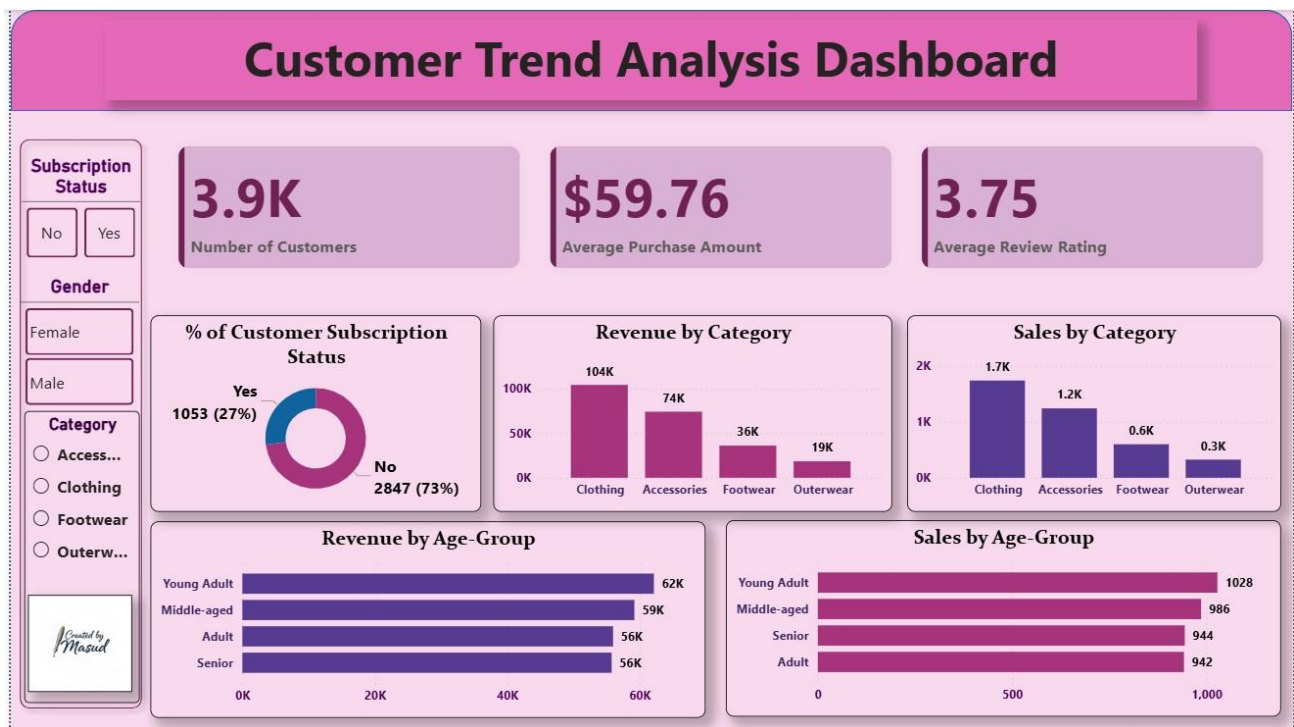 Customer Trend Analysis Dashboard
Subscription
Status
No
Yes
Gender
Female
Male
Category
Access...
Clothing
Footwear
Outerw...
Created by
Masud
3.9K
Number of Customers
$59.76
Average Purchase Amount
3.75
Average Review Rating
% of Customer Subscription
Status
Yes
1053 (27%)
No
2847 (73%)
Revenue by Category
100K
50K
0K
104K
74K
36K
19K
Clothing
Accessories
Footwear
Outerwear
Sales by Category
2K
1K
0K
1.7K
1.2K
0.6K
0.3K
Clothing
Accessories
Footwear
Outerwear
Revenue by Age-Group
Young Adult 62K
Middle-aged 59K
Adult 56K
Senior 56K
0K 20K 40K 60K
Sales by Age-Group
Young Adult 1028
Middle-aged 986
Senior 944
Adult 942
0 500 1,000